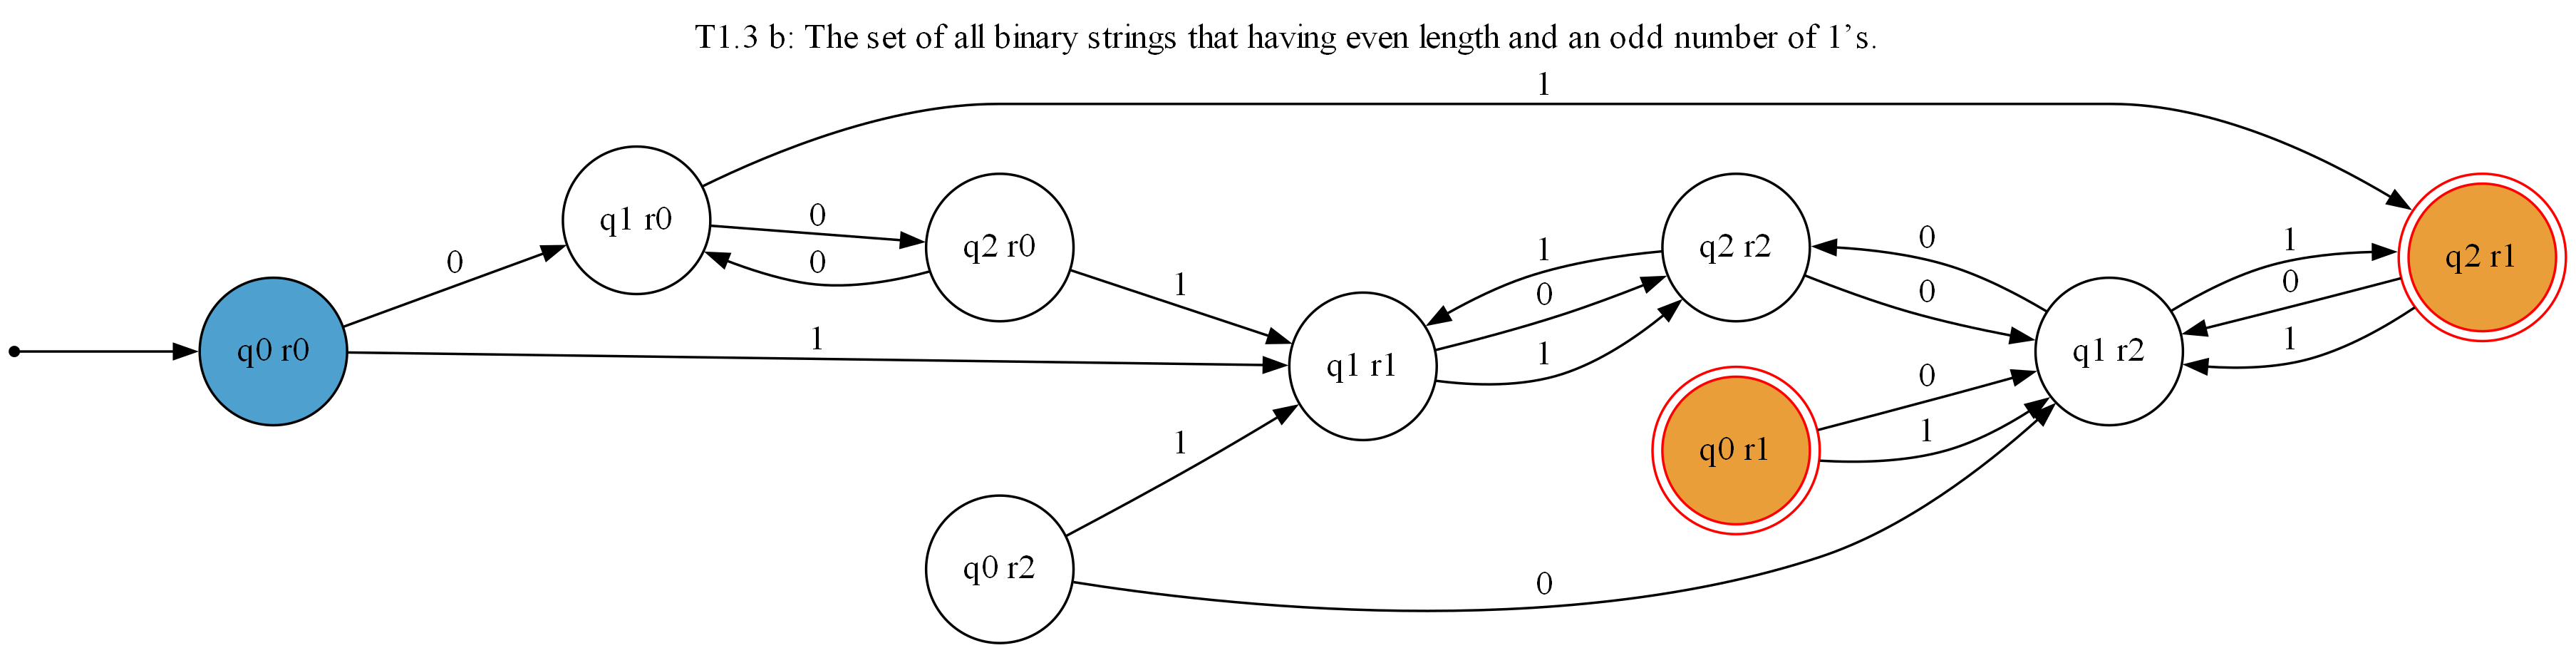 T1.3 b: The set of all binary strings that having even length and an odd number of 1’s.
1
q1 r0
0
q2 r0
0
0
1
q0 r0
1
q1 r1
1
0
1
q2 r2
0
0
q1 r2
1
0
1
q2 r1
q0 r1
0
1
q0 r2
1
0